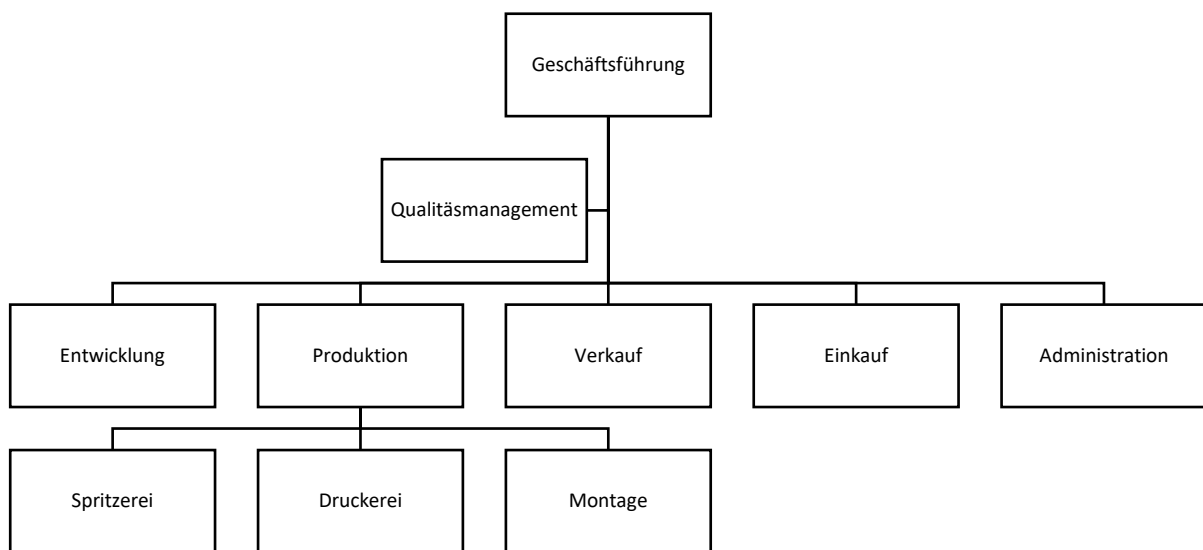 Geschäftsführung
Qualitäsmanagement
Entwicklung
Produktion
Verkauf
Einkauf
Administration
Spritzerei
Druckerei
Montage